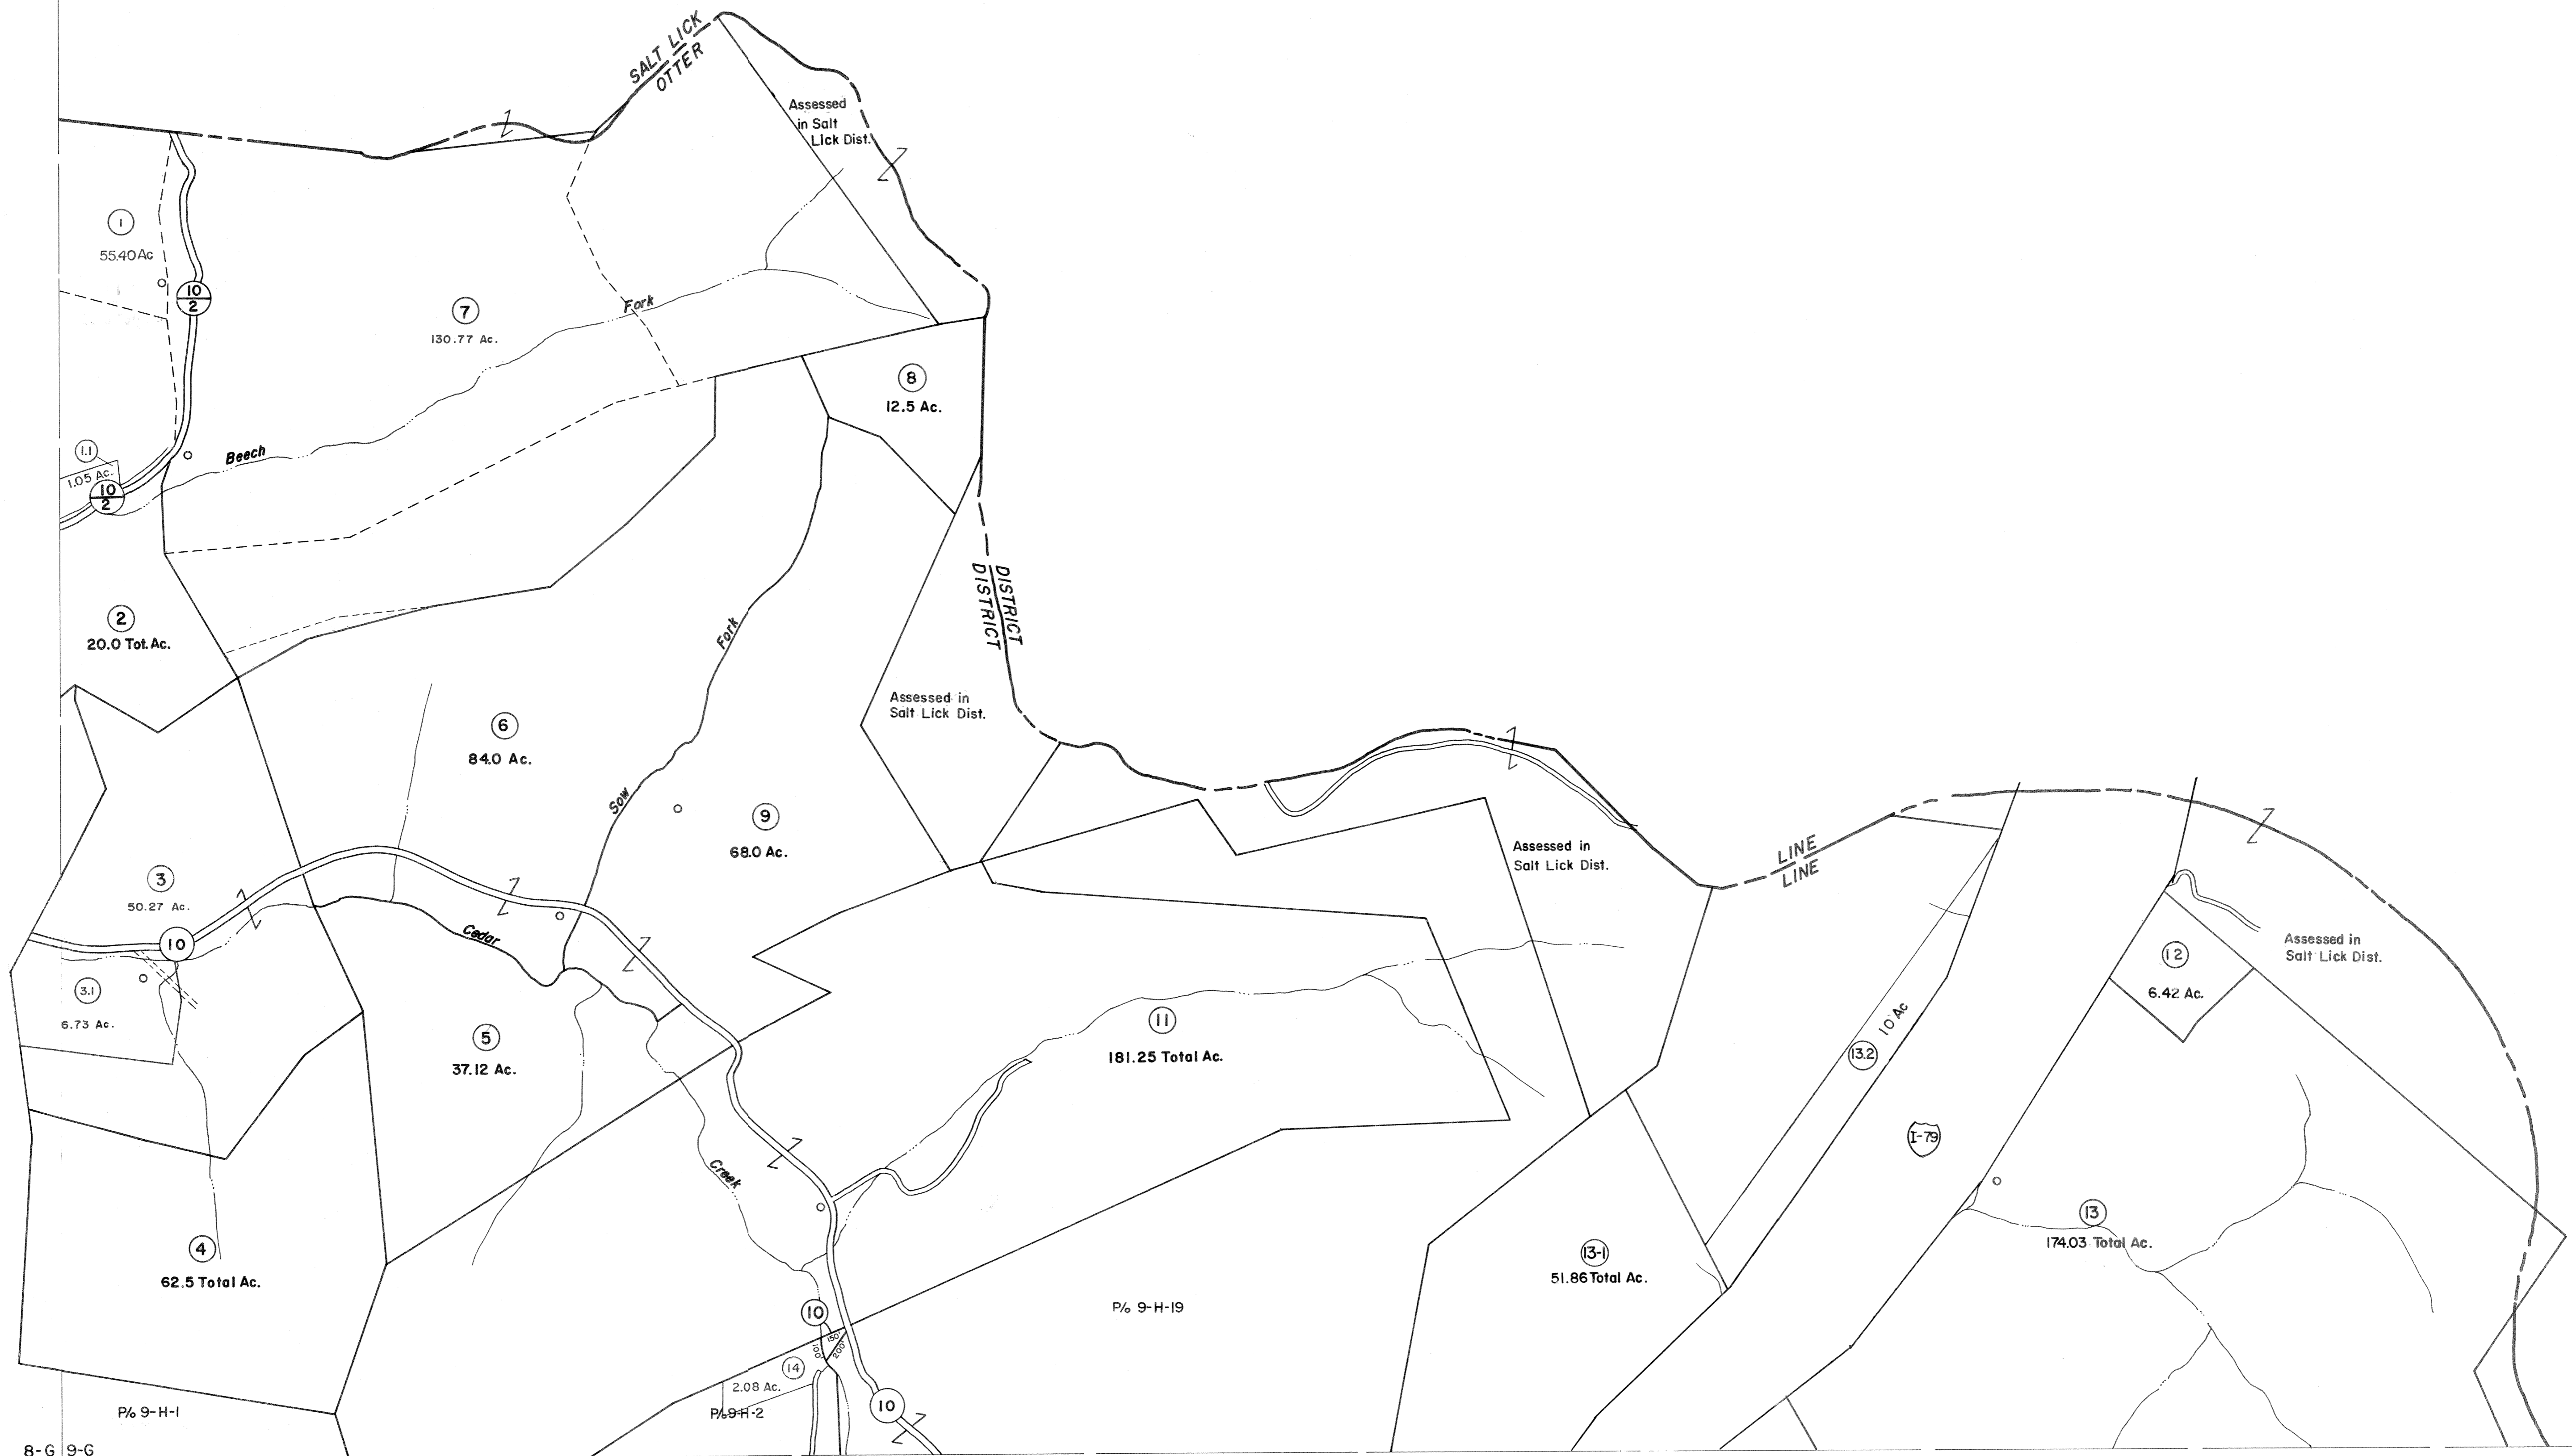 SALT LICK
OTTER
Assessed
in Salt
Lick Dist.
1
55.40 Ac
10
2
7
130.77 Ac.
Fork
Beech
8
12.5 Ac.
1.1
1.05 Ac.
10
2
DISTRICT
DISTRICT
2
20.0 Tot. Ac.
Fork
Assessed in
Salt Lick Dist.
6
84.0 Ac.
Sow
9
68.0 Ac.
LINE
LINE
Assessed in
Salt Lick Dist.
3
50.27 Ac.
10
Cedar
12
6.42 Ac.
Assessed in
Salt Lick Dist.
3.1
6.73 Ac.
5
37.12 Ac.
11
181.25 Total Ac.
10 Ac
13.2
I-79
Creek
4
62.5 Total Ac.
13-1
51.86 Total Ac.
13
174.03 Total Ac.
P/o 9-H-19
10
150'
100'
200'
14
2.08 Ac.
P/o 9-H-1
P/o 9-H-2
10
8-G 9-G